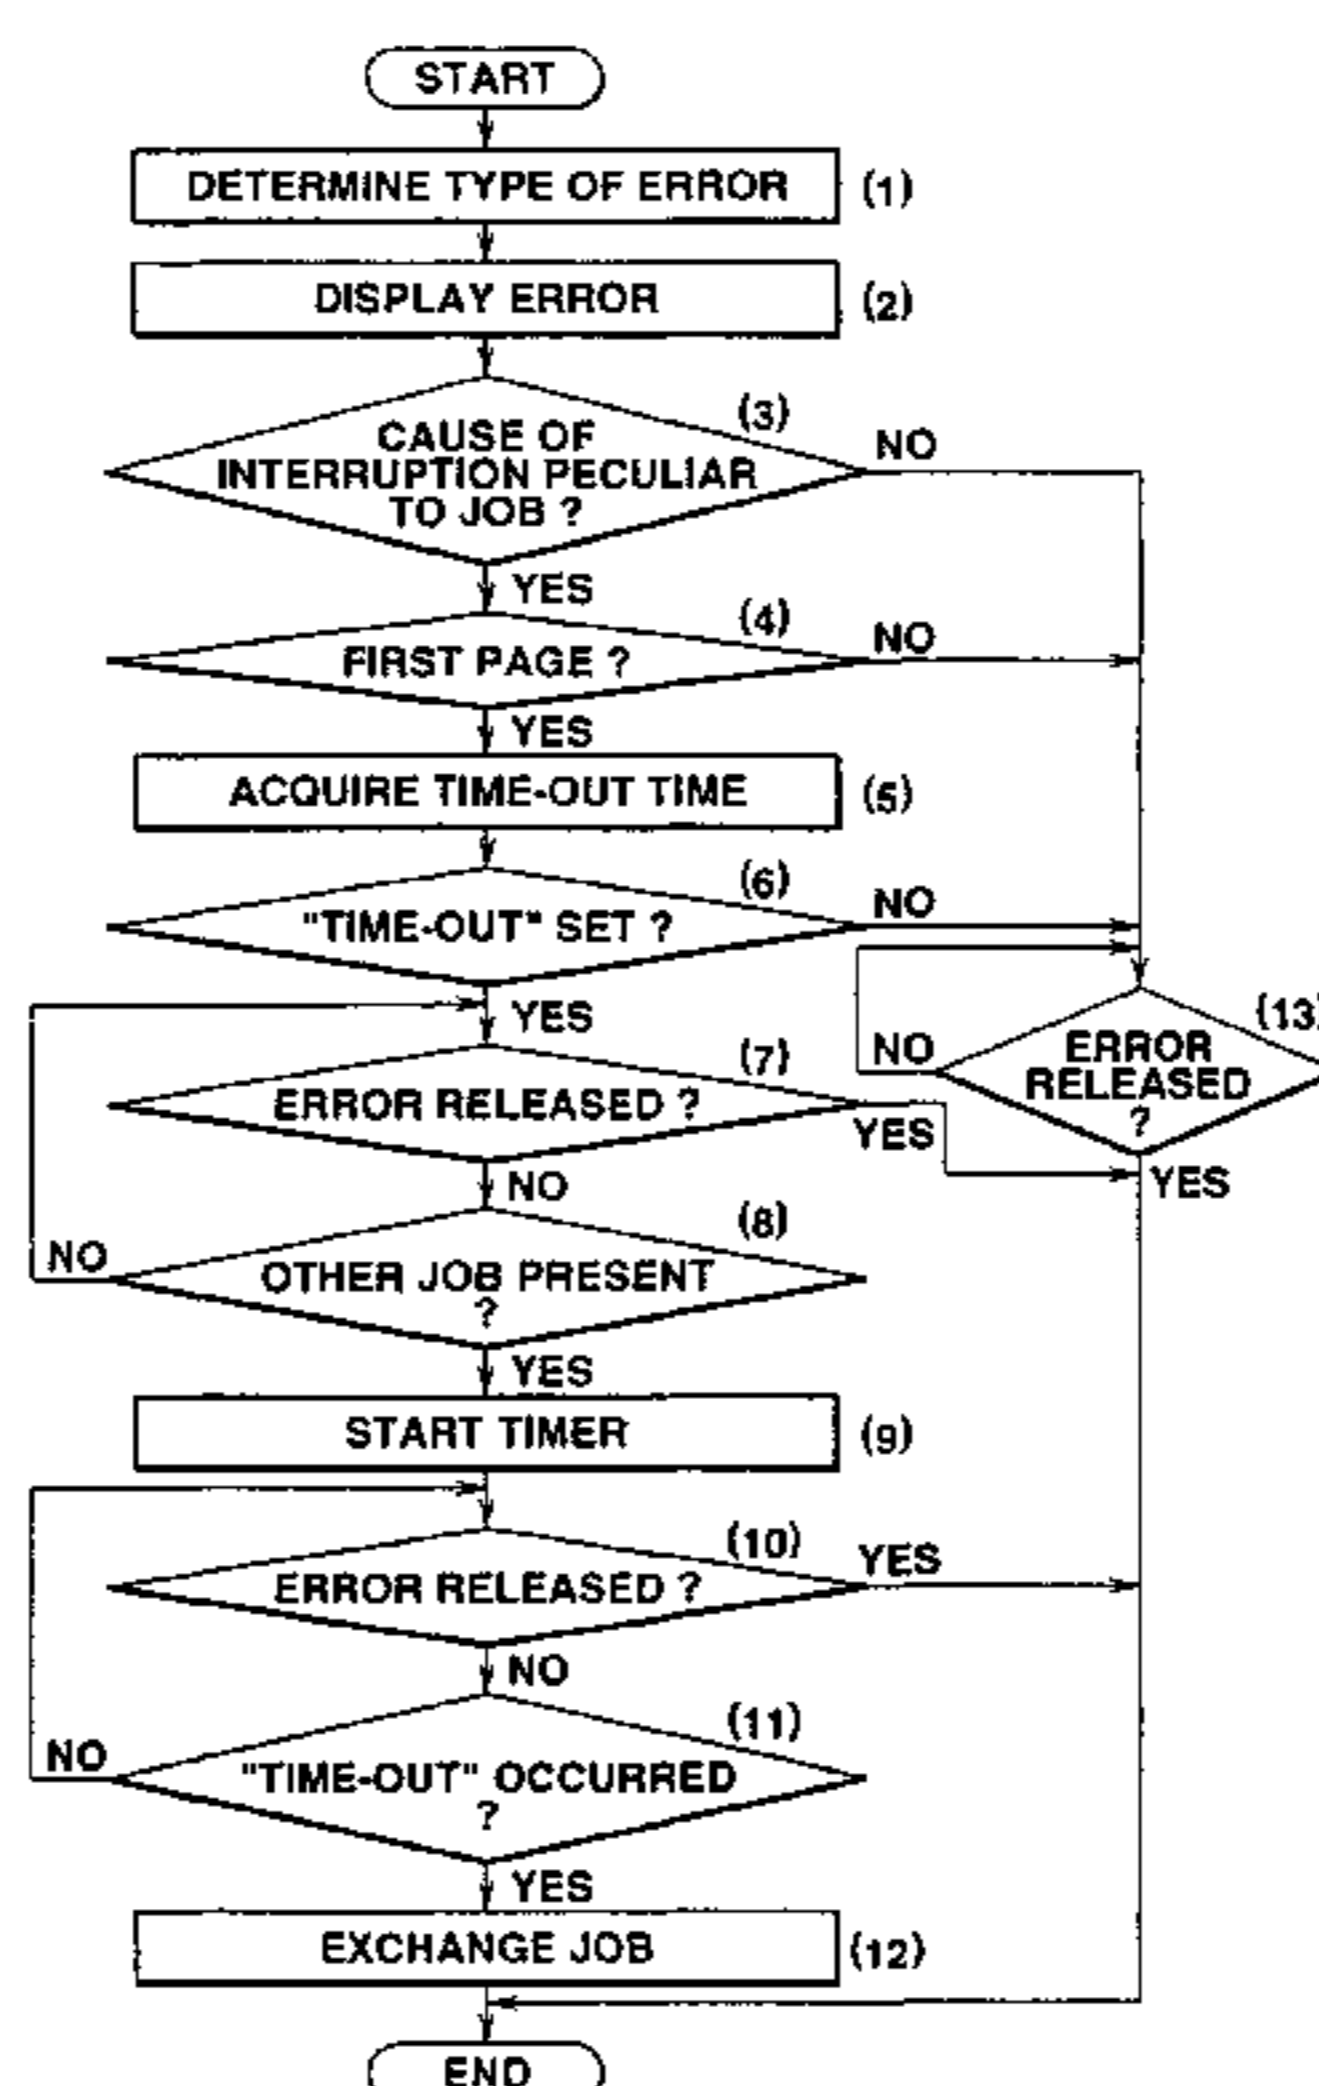 START
DETERMINE TYPE OF ERROR (1)
DISPLAY ERROR (2)
(3)
CAUSE OF
INTERRUPTION PECULIAR
TO JOB ?
NO
YES
(4)
FIRST PAGE ?
NO
YES
ACQUIRE TIME-OUT TIME (5)
(6)
"TIME-OUT" SET ?
NO
YES
(7)
ERROR RELEASED ?
YES
NO
(13)
ERROR
RELEASED
?
NO
YES
(8)
OTHER JOB PRESENT
?
NO
YES
START TIMER (9)
(10)
ERROR RELEASED ?
YES
NO
(11)
"TIME-OUT" OCCURRED
?
NO
YES
EXCHANGE JOB (12)
END